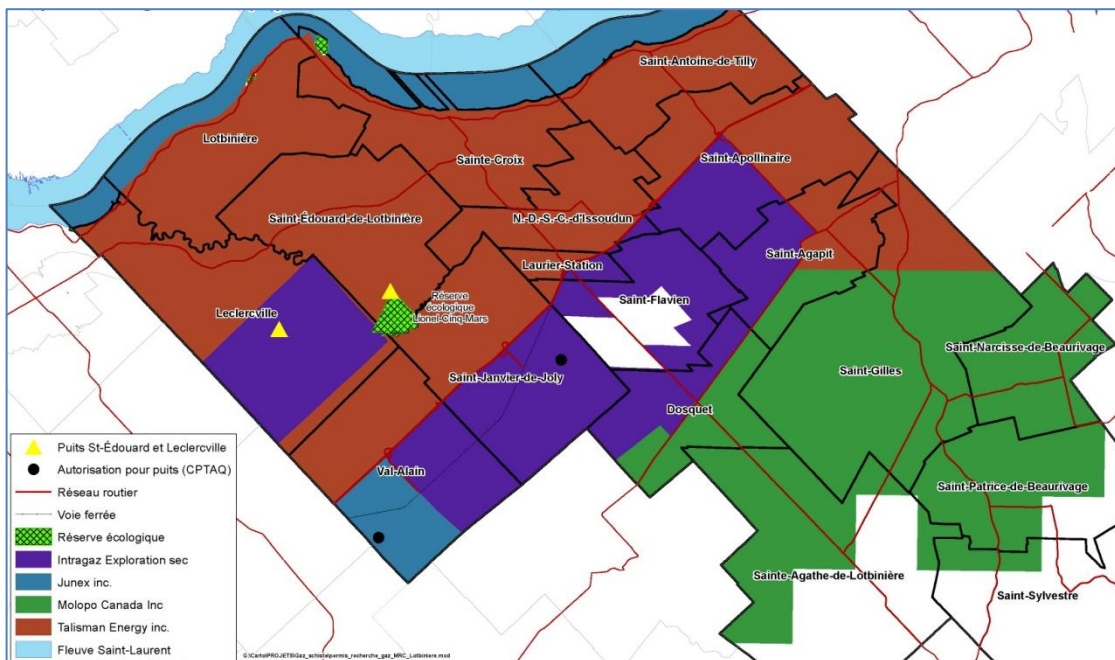 Saint-Antoine-de-Tilly
Lotbinière
Sainte-Croix
Saint-Apollinaire
Saint-Édouard-de-Lotbinière
N.-D.-S.-C.-d'Issoudun
Saint-Agapit
Laurier-Station
Réserve
écologique
Lionel-Cinq-Mars
Saint-Flavien
Leclercville
Saint-Narcisse-de-Beaurivage
Saint-Gilles
Saint-Janvier-de-Joly
Dosquet
Val-Alain
Saint-Patrice-de-Beaurivage
Sainte-Agathe-de-Lotbinière
Saint-Sylvestre
Puits St-Édouard et Leclercville
Autorisation pour puits (CPTAQ)
Réseau routier
Voie ferrée
Réserve écologique
Intragaz Exploration sec
Junex inc.
Molopo Canada Inc
Talisman Energy inc.
Fleuve Saint-Laurent